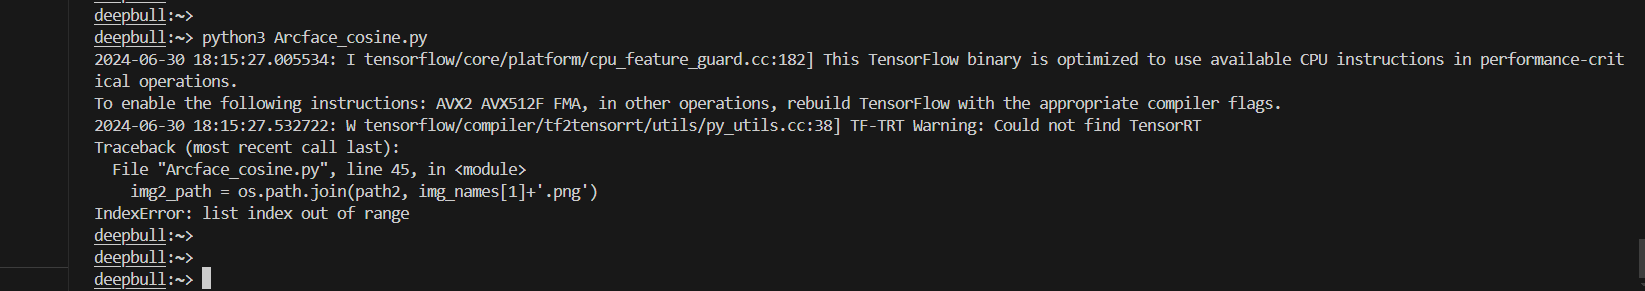 deepbull:~>
deepbull:~> python3 Arcface_cosine.py
2024-06-30 18:15:27.005534: I tensorflow/core/platform/cpu_feature_guard.cc:182] This TensorFlow binary is optimized to use available CPU instructions in performance-crit
ical operations.
To enable the following instructions: AVX2 AVX512F FMA, in other operations, rebuild TensorFlow with the appropriate compiler flags.
2024-06-30 18:15:27.532722: W tensorflow/compiler/tf2tensorrt/utils/py_utils.cc:38] TF-TRT Warning: Could not find TensorRT
Traceback (most recent call last):
  File "Arcface_cosine.py", line 45, in <module>
    img2_path = os.path.join(path2, img_names[1]+'.png')
IndexError: list index out of range
deepbull:~>
deepbull:~>
deepbull:~>